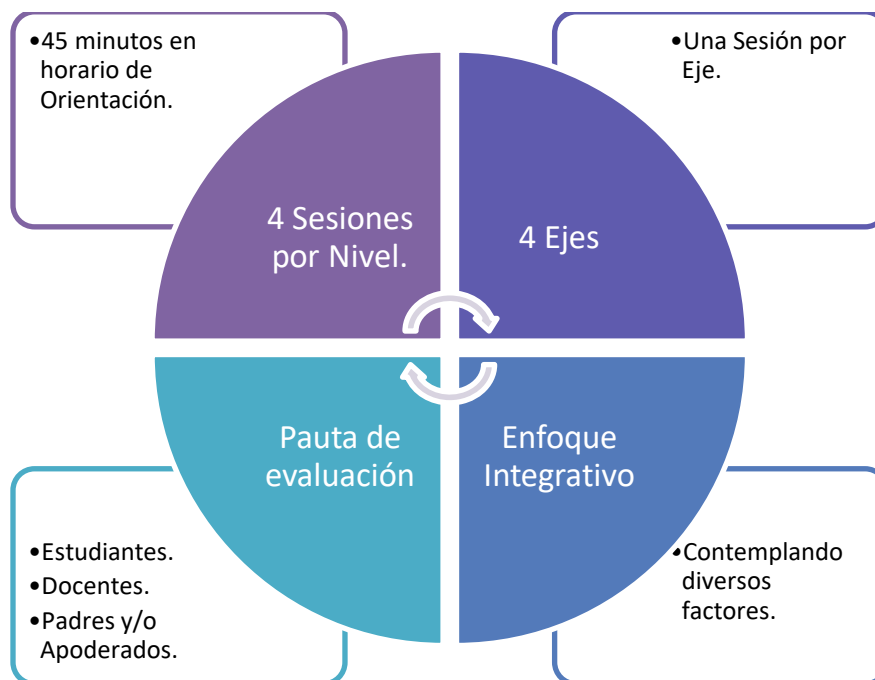 •45 minutos en
horario de
Orientación.
•Una Sesión por
Eje.
4 Sesiones
por Nivel.
4 Ejes
Pauta de
evaluación
Enfoque
Integrativo
•Estudiantes.
•Docentes.
•Padres y/o
Apoderados.
•Contemplando
diversos
factores.